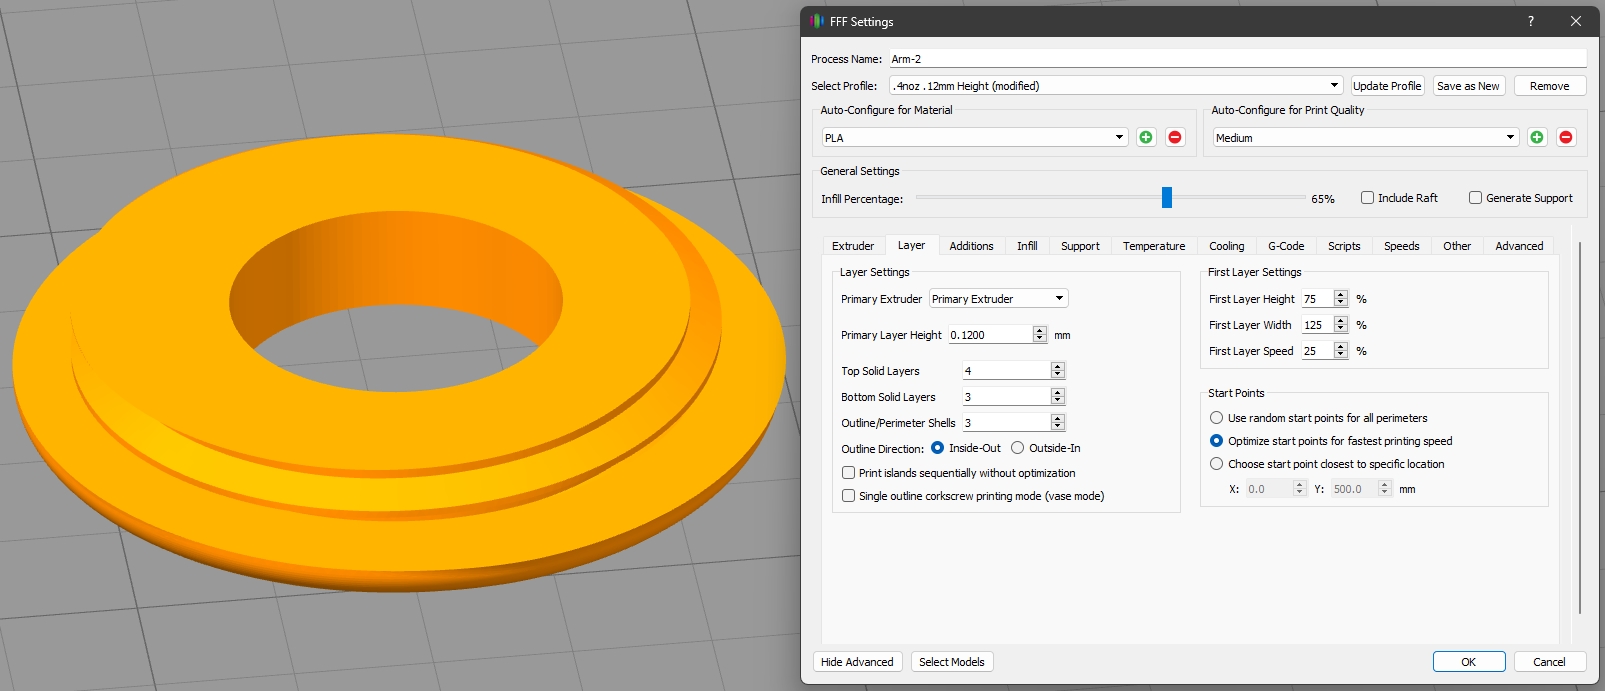 FFF Settings ?
Process Name: Arm-2
Select Profile: .4noz .12mm Height (modified) Update Profile Save as New Remove
Auto-Configure for Material Auto-Configure for Print Quality
PLA Medium
General Settings
Infill Percentage: 65% Include Raft Generate Support
Extruder Layer Additions Infill Support Temperature Cooling G-Code Scripts Speeds Other Advanced
Layer Settings
Primary Extruder Primary Extruder
Primary Layer Height 0.1200 mm
Top Solid Layers 4
Bottom Solid Layers 3
Outline/Perimeter Shells 3
Outline Direction: Inside-Out Outside-In
Print islands sequentially without optimization
Single outline corkscrew printing mode (vase mode)
First Layer Settings
First Layer Height 75 %
First Layer Width 125 %
First Layer Speed 25 %
Start Points
Use random start points for all perimeters
Optimize start points for fastest printing speed
Choose start point closest to specific location
X: 0.0 Y: 500.0 mm
Hide Advanced Select Models OK Cancel